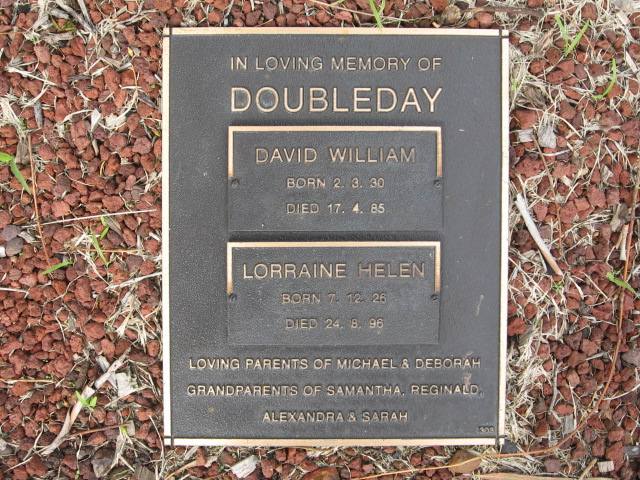 IN LOVING MEMORY OF
DOUBLEDAY
DAVID WILLIAM
BORN 2. 3. 30
DIED 17. 4. 85
LORRAINE HELEN
BORN 7. 12. 26
DIED 24. 8. 96
LOVING PARENTS OF MICHAEL & DEBORAH
GRANDPARENTS OF SAMANTHA, REGINALD,
ALEXANDRA & SARAH
303